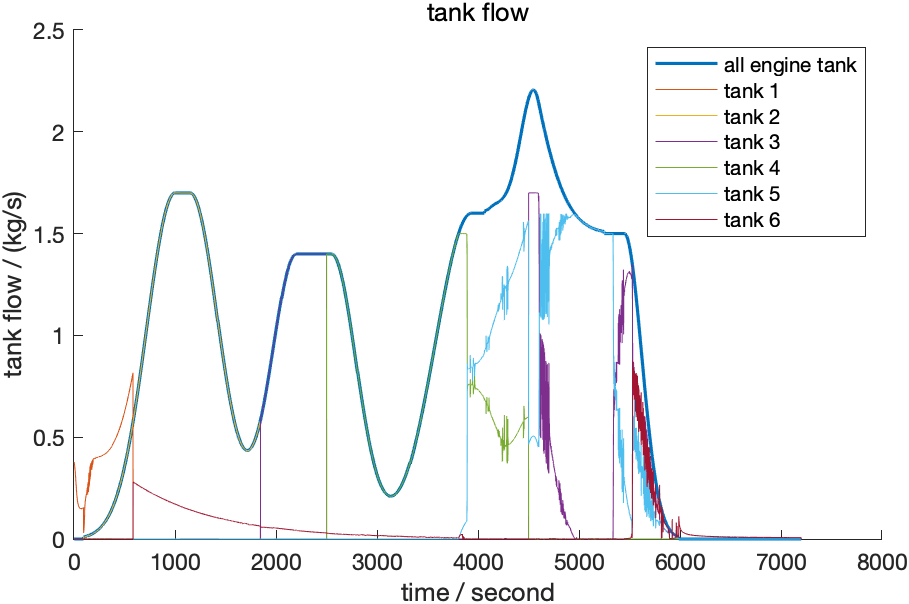 tank flow
2.5
2
1.5
1
0.5
0
tank flow / (kg/s)
all engine tank
tank 1
tank 2
tank 3
tank 4
tank 5
tank 6
0 1000 2000 3000 4000 5000 6000 7000 8000
time / second